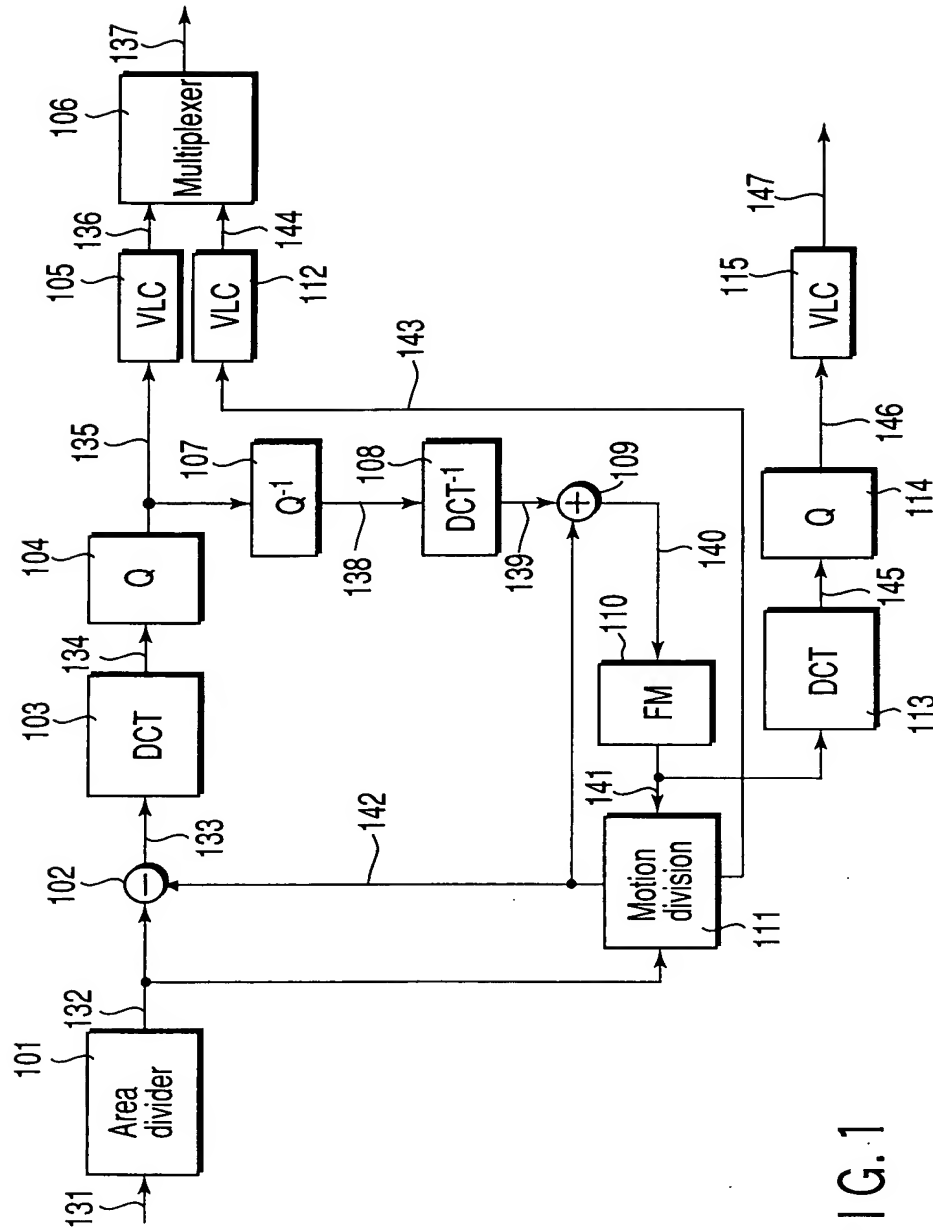 131
101
Area
divider
132
102
−
133
103
DCT
134
104
Q
135
105
VLC
136
106
Multiplexer
137
VLC
112
144
107
Q-1
138
108
DCT-1
139
+
109
140
143
142
110
FM
141
Motion
division
111
DCT
113
145
Q
114
146
115
VLC
147
IG. 1